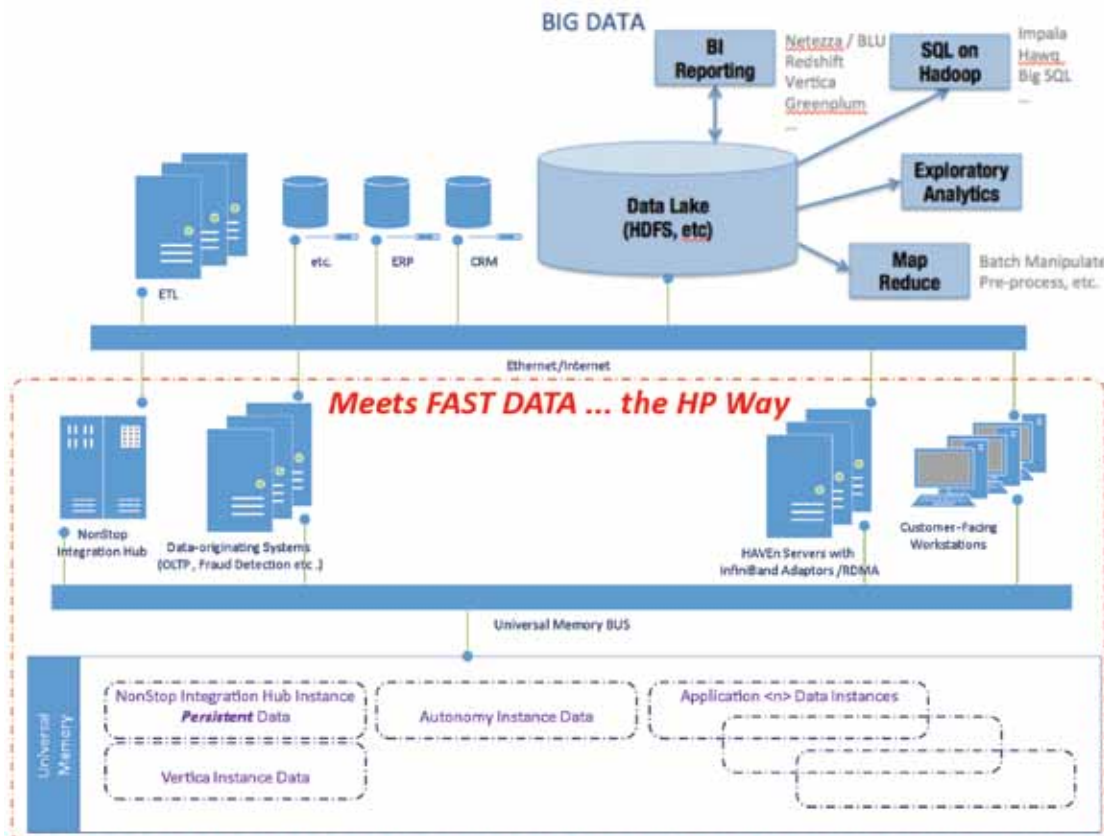 BIG DATA
BI
Reporting
Netezza / BLU
Redshift
Vertica
Greenplum
...
SQL on
Hadoop
Impala
Hawq
Big SQL
...
Exploratory
Analytics
Data Lake
(HDFS, etc)
Map
Reduce
Batch Manipulate
Pre-process, etc.
ETL
etc.
ERP
CRM
Ethernet/Internet
Meets FAST DATA ... the HP Way
NonStop
Integration Hub
Data-originating Systems
(OLTP, Fraud Detection etc.)
HAVEn Servers with
InfiniBand Adaptors /RDMA
Customer-Facing
Workstations
Universal Memory BUS
Universal
Memory
NonStop Integration Hub Instance
Persistent Data
Autonomy Instance Data
Application <n> Data Instances
Vertica Instance Data